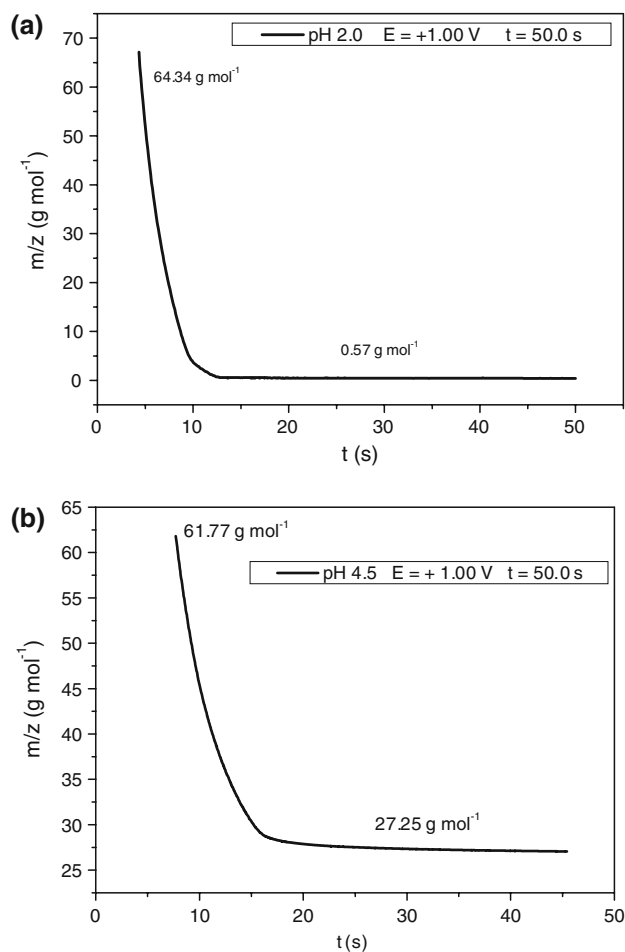 (a)
pH 2.0 E = +1.00 V t = 50.0 s
64.34 g mol⁻¹
0.57 g mol⁻¹
m/z (g mol⁻¹)
70
60
50
40
30
20
10
0
0 10 20 30 40 50
t (s)
(b)
61.77 g mol⁻¹
pH 4.5 E = + 1.00 V t = 50.0 s
27.25 g mol⁻¹
m/z (g mol⁻¹)
65
60
55
50
45
40
35
30
25
0 10 20 30 40 50
t (s)